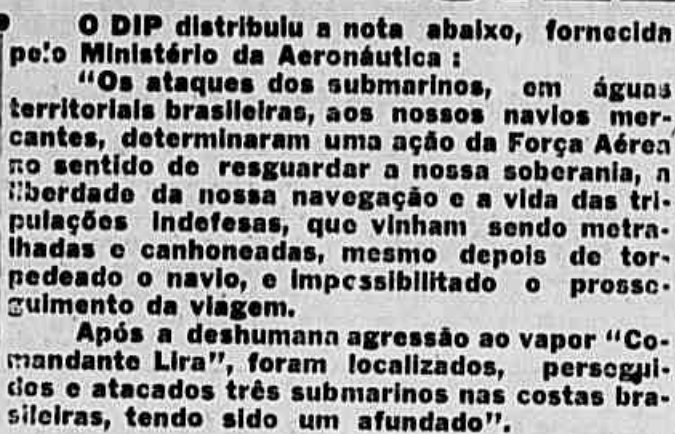 O DIP distribuiu a nota abaixo, fornecida
pelo Ministério da Aeronáutica :
"Os ataques dos submarinos, em águas
territoriais brasileiras, aos nossos navios mer-
cantes, determinaram uma ação da Força Aérea
no sentido de resguardar a nossa soberania, a
liberdade da nossa navegação e a vida das tri-
pulações indefesas, que vinham sendo metra-
lhadas e canhoneadas, mesmo depois de tor-
pedeado o navio, e impossibilitado o prosse-
guimento da viagem.
Após a deshumana agressão ao vapor "Co-
mandante Lira", foram localizados, persegui-
dos e atacados três submarinos nas costas bra-
sileiras, tendo sido um afundado".